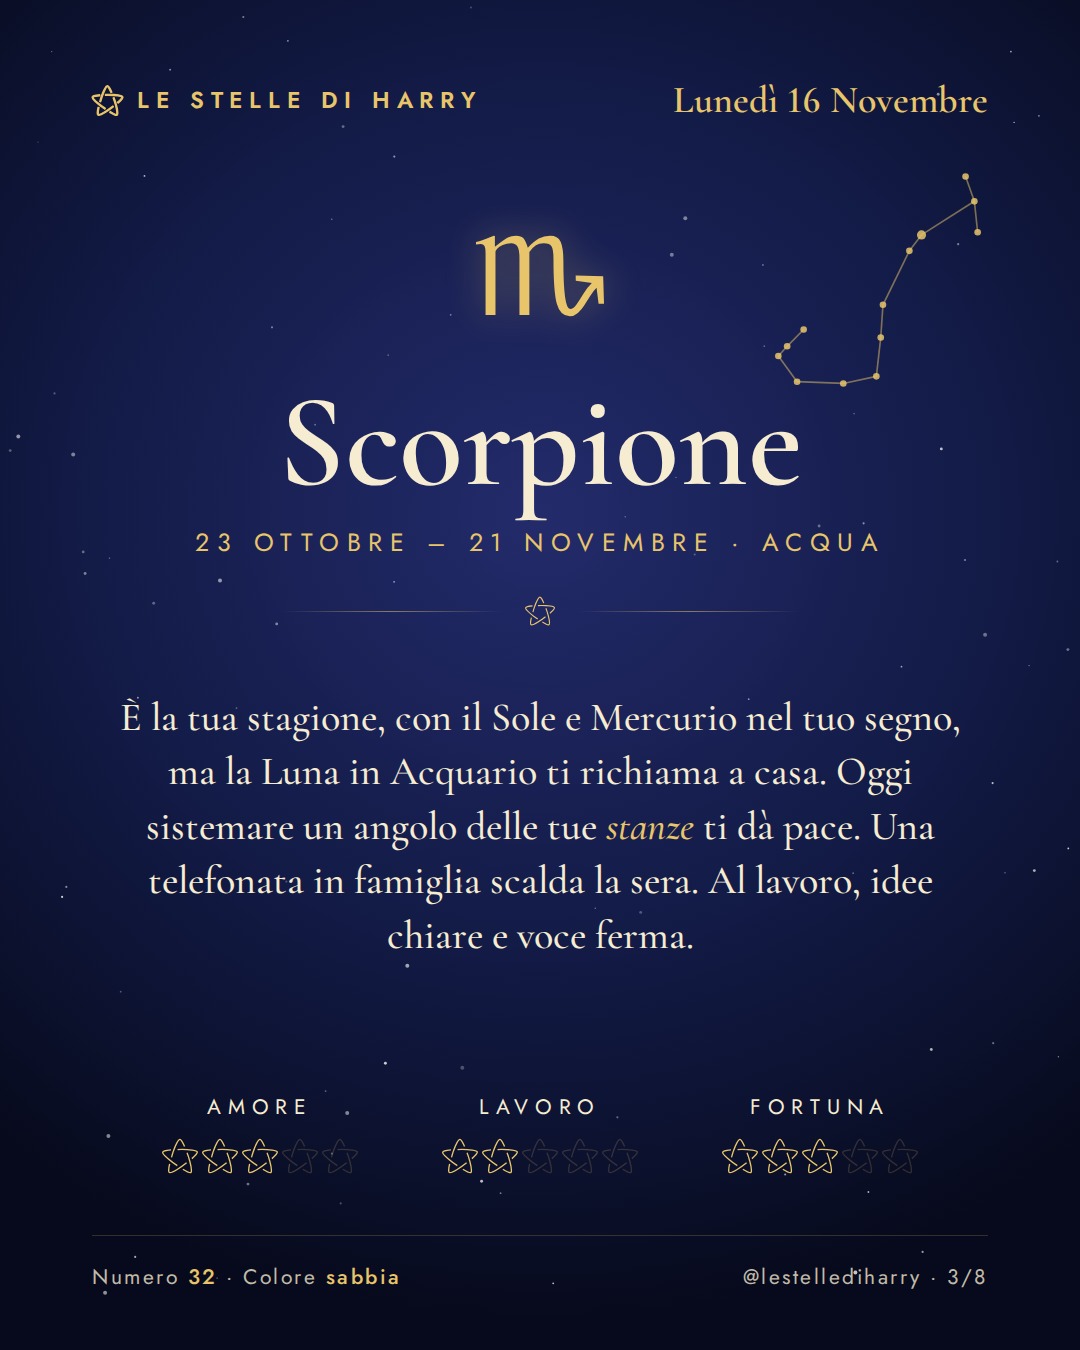 LE STELLE DI HARRY
Lunedì 16 Novembre
♏
Scorpione
23 OTTOBRE – 21 NOVEMBRE · ACQUA
È la tua stagione, con il Sole e Mercurio nel tuo segno,
ma la Luna in Acquario ti richiama a casa. Oggi
sistemare un angolo delle tue stanze ti dà pace. Una
telefonata in famiglia scalda la sera. Al lavoro, idee
chiare e voce ferma.
AMORE
LAVORO
FORTUNA
Numero 32 · Colore sabbia
@lestellediharry · 3/8